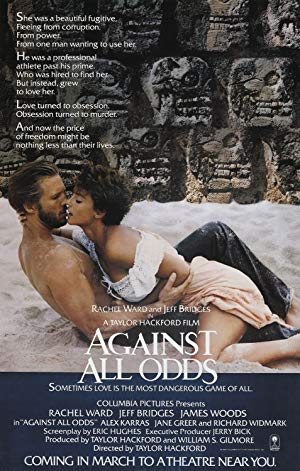 She was a beautiful fugitive.
Fleeing from corruption.
From power.
From one man wanting to use her.
He was a professional
athlete past his prime.
Who was hired to find her.
But instead, grew
to love her.
Love turned to obsession.
Obsession turned to murder.
And now the price
of freedom might be
nothing less than their lives.
RACHEL WARD and JEFF BRIDGES
IN
A TAYLOR HACKFORD FILM
AGAINST
ALL ODDS
SOMETIMES LOVE IS THE MOST DANGEROUS GAME OF ALL.
COLUMBIA PICTURES Presents
RACHEL WARD JEFF BRIDGES JAMES WOODS
in "AGAINST ALL ODDS" ALEX KARRAS JANE GREER and RICHARD WIDMARK
Screenplay by ERIC HUGHES Executive Producer JERRY BICK
Produced by TAYLOR HACKFORD and WILLIAM S. GILMORE
Directed by TAYLOR HACKFORD
COMING IN MARCH TO A THEATRE NEAR YOU.